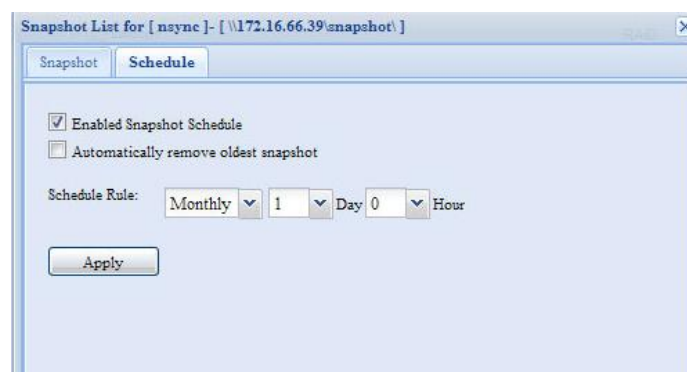 Snapshot List for [ nsync ]- [ \\172.16.66.39\snapshot\ ]
Snapshot Schedule
Enabled Snapshot Schedule
Automatically remove oldest snapshot
Schedule Rule: Monthly 1 Day 0 Hour
Apply